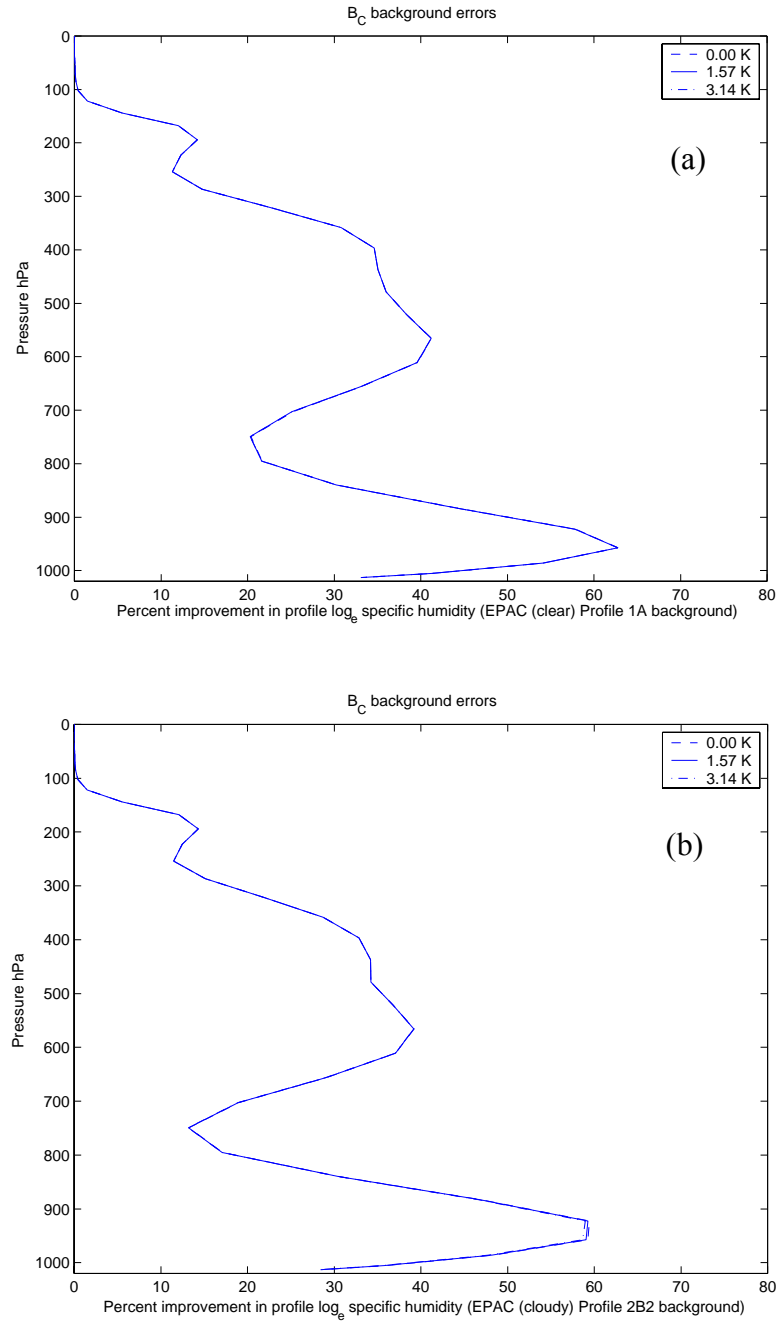 B_C background errors
0
100
200
300
400
500
600
700
800
900
1000
Pressure hPa
0.00 K
1.57 K
3.14 K
(a)
0 10 20 30 40 50 60 70 80
Percent improvement in profile log_e specific humidity (EPAC (clear) Profile 1A background)
B_C background errors
0
100
200
300
400
500
600
700
800
900
1000
Pressure hPa
0.00 K
1.57 K
3.14 K
(b)
0 10 20 30 40 50 60 70 80
Percent improvement in profile log_e specific humidity (EPAC (cloudy) Profile 2B2 background)